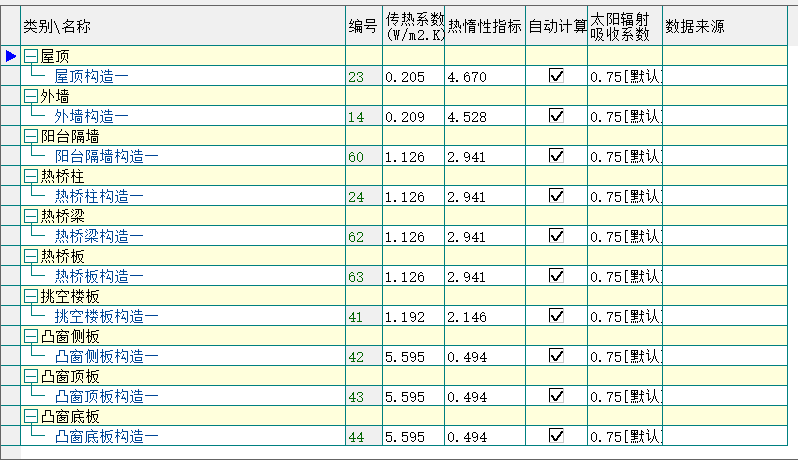 类别\名称 编号 传热系数(W/m2.K) 热惰性指标 自动计算 太阳辐射吸收系数 数据来源
屋顶
屋顶构造一 23 0.205 4.670 0.75[默认]
外墙
外墙构造一 14 0.209 4.528 0.75[默认]
阳台隔墙
阳台隔墙构造一 60 1.126 2.941 0.75[默认]
热桥柱
热桥柱构造一 24 1.126 2.941 0.75[默认]
热桥梁
热桥梁构造一 62 1.126 2.941 0.75[默认]
热桥板
热桥板构造一 63 1.126 2.941 0.75[默认]
挑空楼板
挑空楼板构造一 41 1.192 2.146 0.75[默认]
凸窗侧板
凸窗侧板构造一 42 5.595 0.494 0.75[默认]
凸窗顶板
凸窗顶板构造一 43 5.595 0.494 0.75[默认]
凸窗底板
凸窗底板构造一 44 5.595 0.494 0.75[默认]